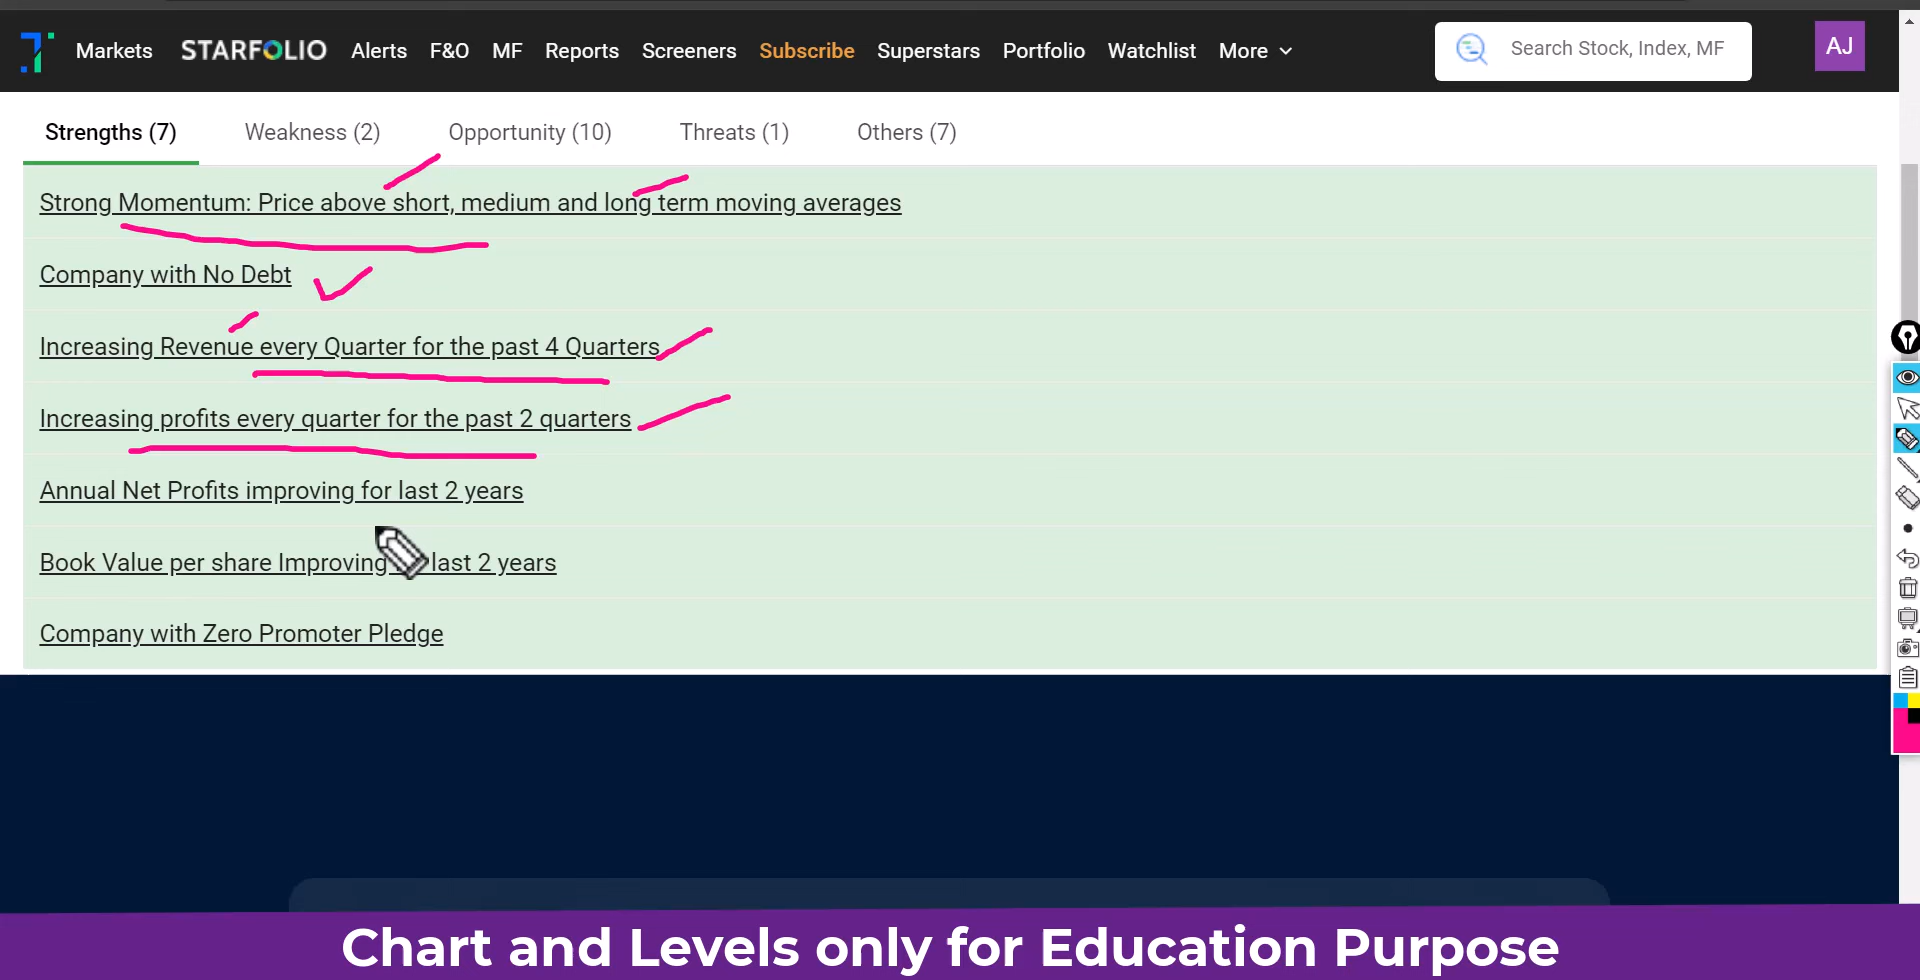 Markets STARFOLIO Alerts F&O MF Reports Screeners Subscribe Superstars Portfolio Watchlist More Search Stock, Index, MF AJ
Strengths (7) Weakness (2) Opportunity (10) Threats (1) Others (7)
Strong Momentum: Price above short, medium and long term moving averages
Company with No Debt
Increasing Revenue every Quarter for the past 4 Quarters
Increasing profits every quarter for the past 2 quarters
Annual Net Profits improving for last 2 years
Book Value per share Improving last 2 years
Company with Zero Promoter Pledge
Chart and Levels only for Education Purpose